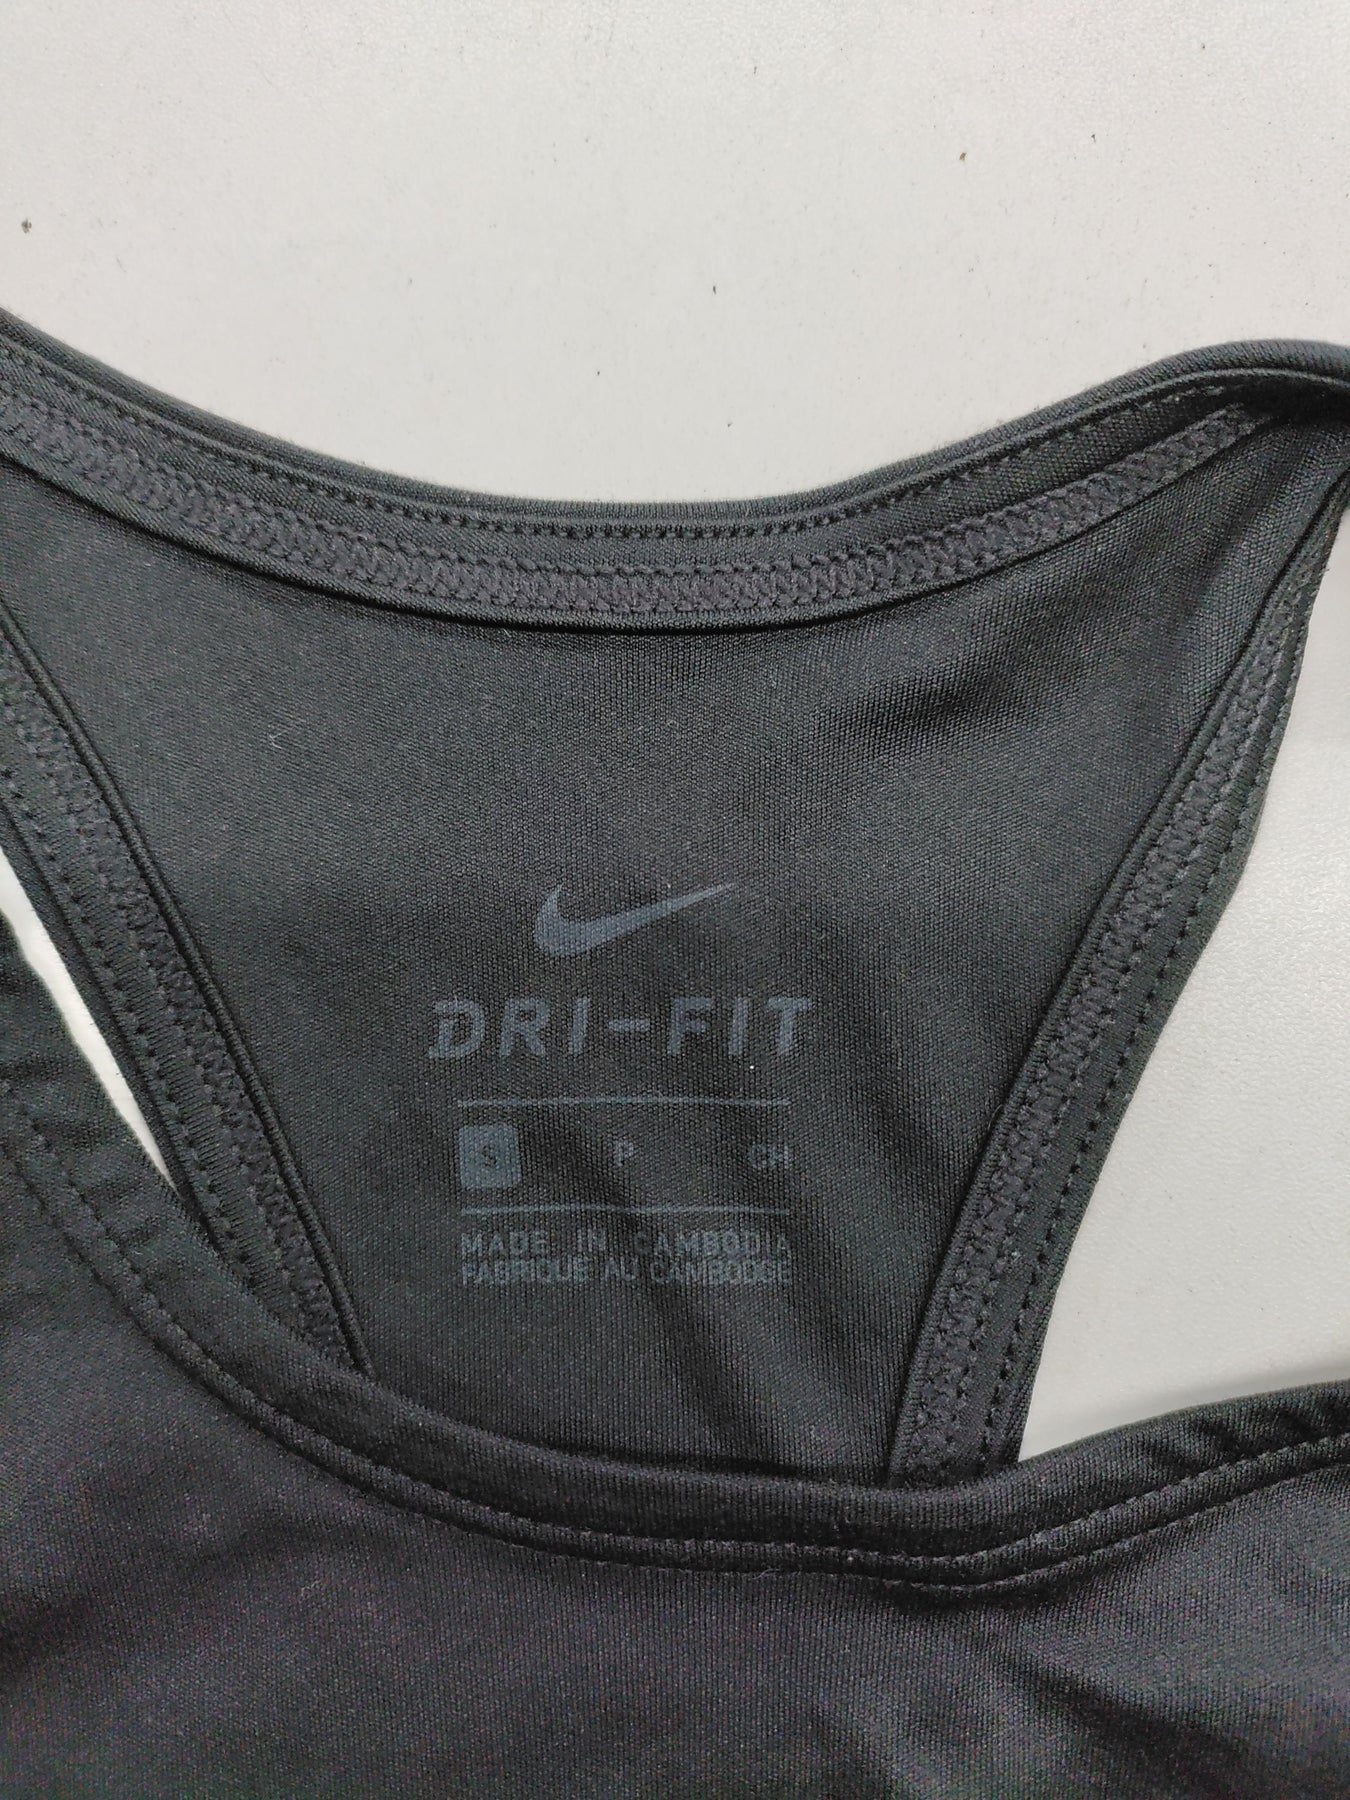 DRI-FIT
S P CH
MADE IN CAMBODIA
FABRIQUE AU CAMBODGE